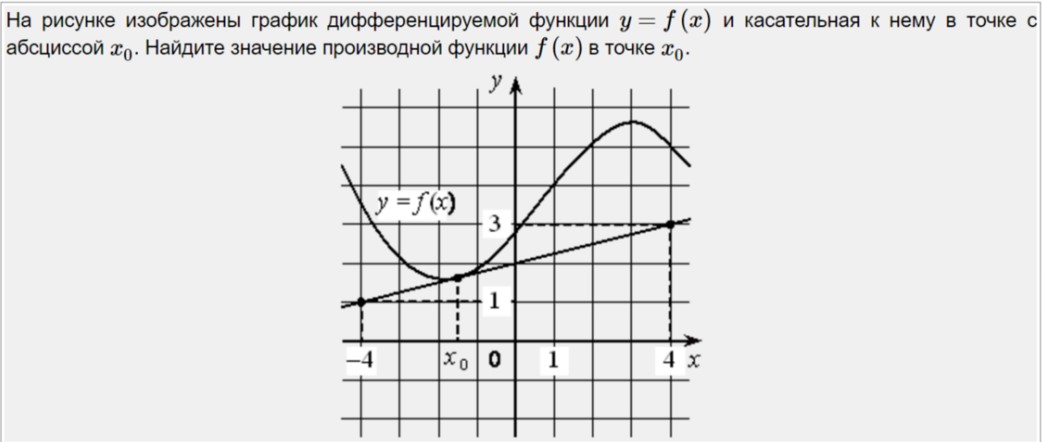 На рисунке изображены график дифференцируемой функции y = f (x) и касательная к нему в точке с
абсциссой x₀. Найдите значение производной функции f (x) в точке x₀.
y
y = f(x)
3
1
−4 x₀ 0 1 4 x